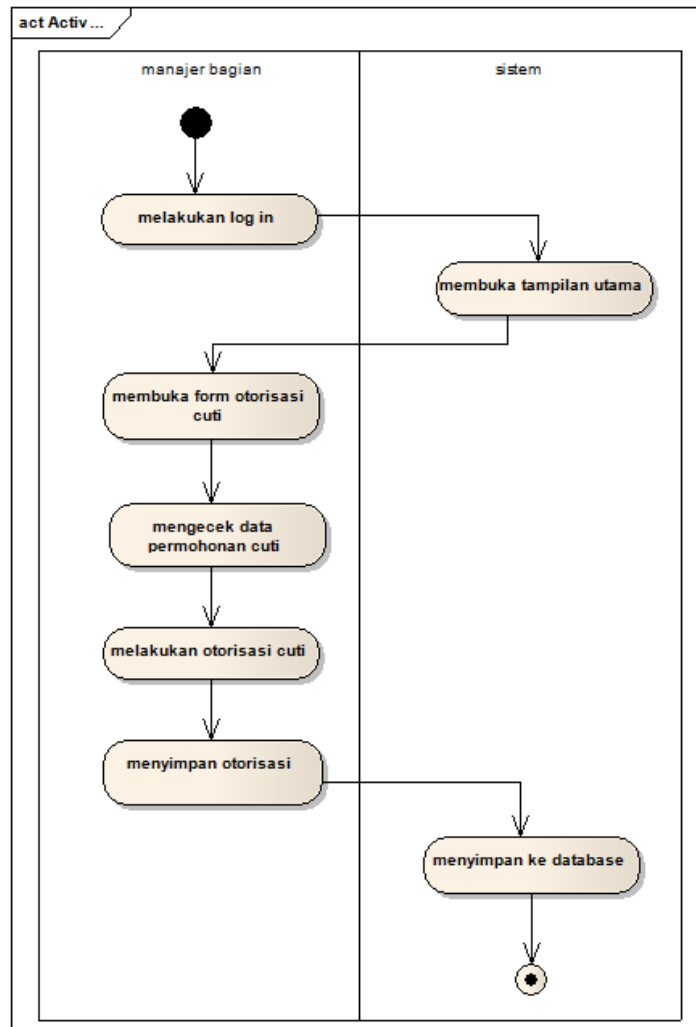 act Activ ...
manajer bagian
sistem
melakukan log in
membuka tampilan utama
membuka form otorisasi
cuti
mengecek data
permohonan cuti
melakukan otorisasi cuti
menyimpan otorisasi
menyimpan ke database